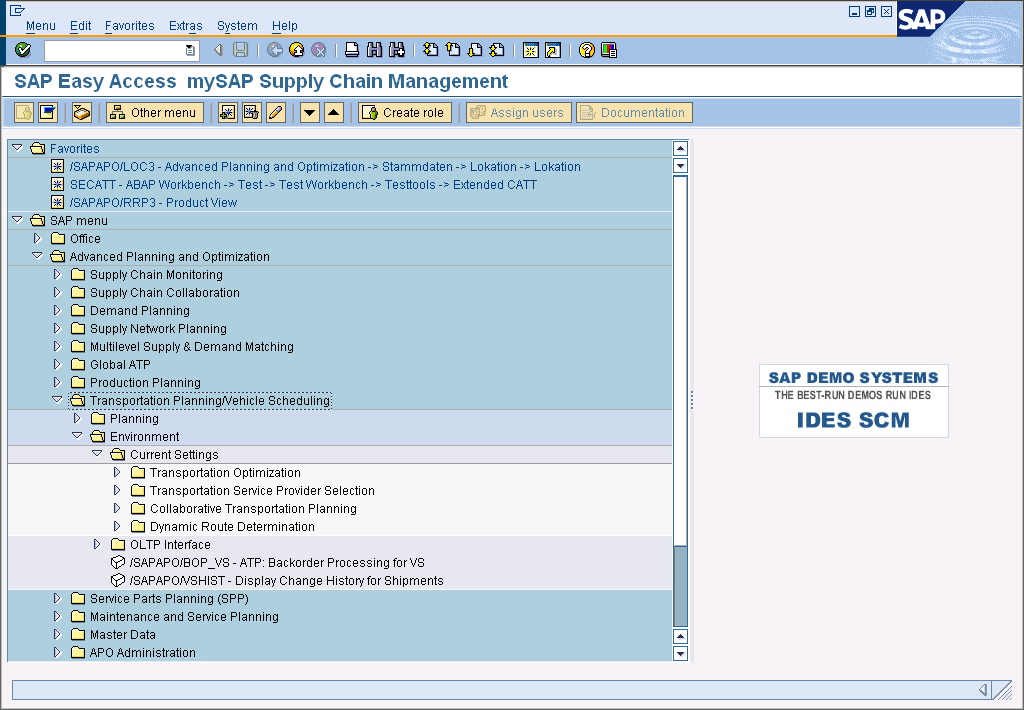 Menu Edit Favorites Extras System Help
SAP
SAP Easy Access mySAP Supply Chain Management
Other menu Create role Assign users Documentation
Favorites
/SAPAPO/LOC3 - Advanced Planning and Optimization -> Stammdaten -> Lokation -> Lokation
SECATT - ABAP Workbench -> Test -> Test Workbench -> Testtools -> Extended CATT
/SAPAPO/RRP3 - Product View
SAP menu
Office
Advanced Planning and Optimization
Supply Chain Monitoring
Supply Chain Collaboration
Demand Planning
Supply Network Planning
Multilevel Supply & Demand Matching
Global ATP
Production Planning
Transportation Planning/Vehicle Scheduling
Planning
Environment
Current Settings
Transportation Optimization
Transportation Service Provider Selection
Collaborative Transportation Planning
Dynamic Route Determination
OLTP Interface
/SAPAPO/BOP_VS - ATP: Backorder Processing for VS
/SAPAPO/VSHIST - Display Change History for Shipments
Service Parts Planning (SPP)
Maintenance and Service Planning
Master Data
APO Administration
SAP DEMO SYSTEMS
THE BEST-RUN DEMOS RUN IDES
IDES SCM